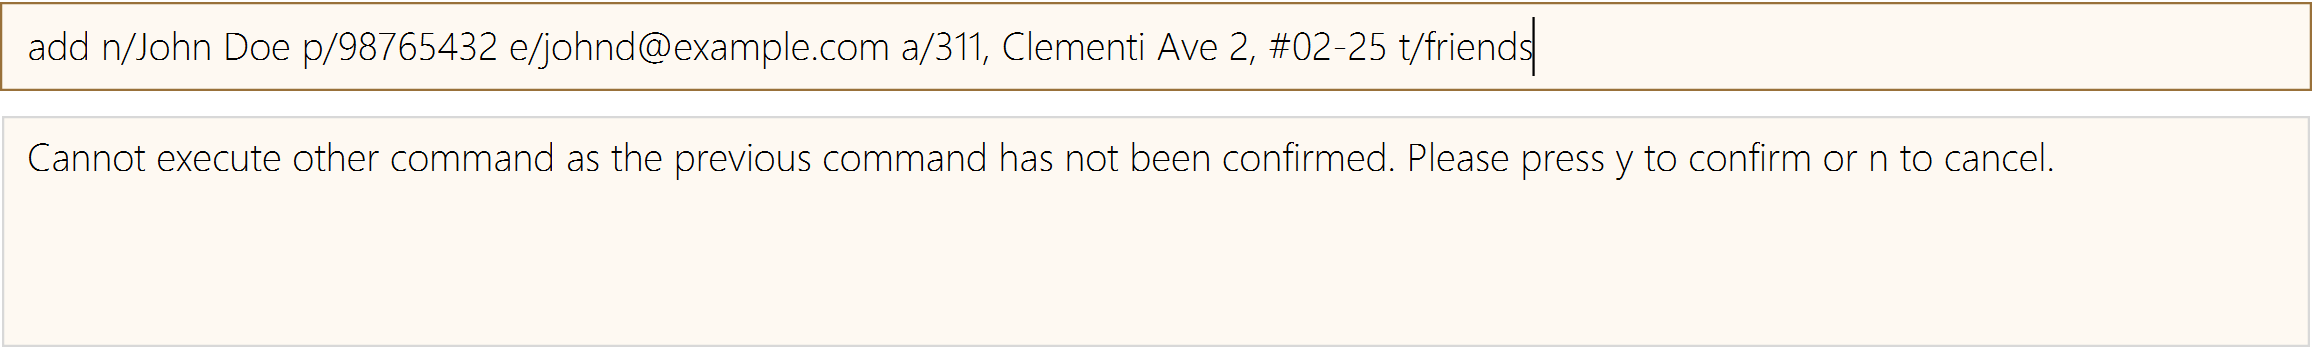 add n/John Doe p/98765432 e/johnd@example.com a/311, Clementi Ave 2, #02-25 t/friends
Cannot execute other command as the previous command has not been confirmed. Please press y to confirm or n to cancel.